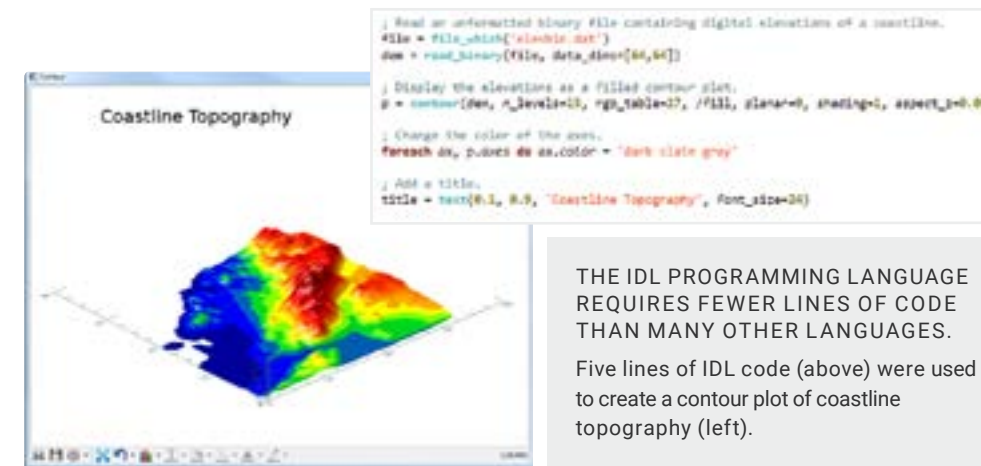 ; Read an unformatted binary file containing digital elevations of a coastline.
file = file_which('elevbin.dat')
dem = read_binary(file, data_dims=[64,64])
; Display the elevations as a filled contour plot.
p = contour(dem, n_levels=15, rgb_table=27, /fill, planar=0, shading=1,
; Change the color of the axes.
foreach ax, p.axes do ax.color = 'dark slate gray'
; Add a title.
title = text(0.1, 0.9, 'Coastline Topography', font_size=24)
Coastline Topography
THE IDL PROGRAMMING LANGUAGE
REQUIRES FEWER LINES OF CODE
THAN MANY OTHER LANGUAGES.
Five lines of IDL code (above) were used
to create a contour plot of coastline
topography (left).